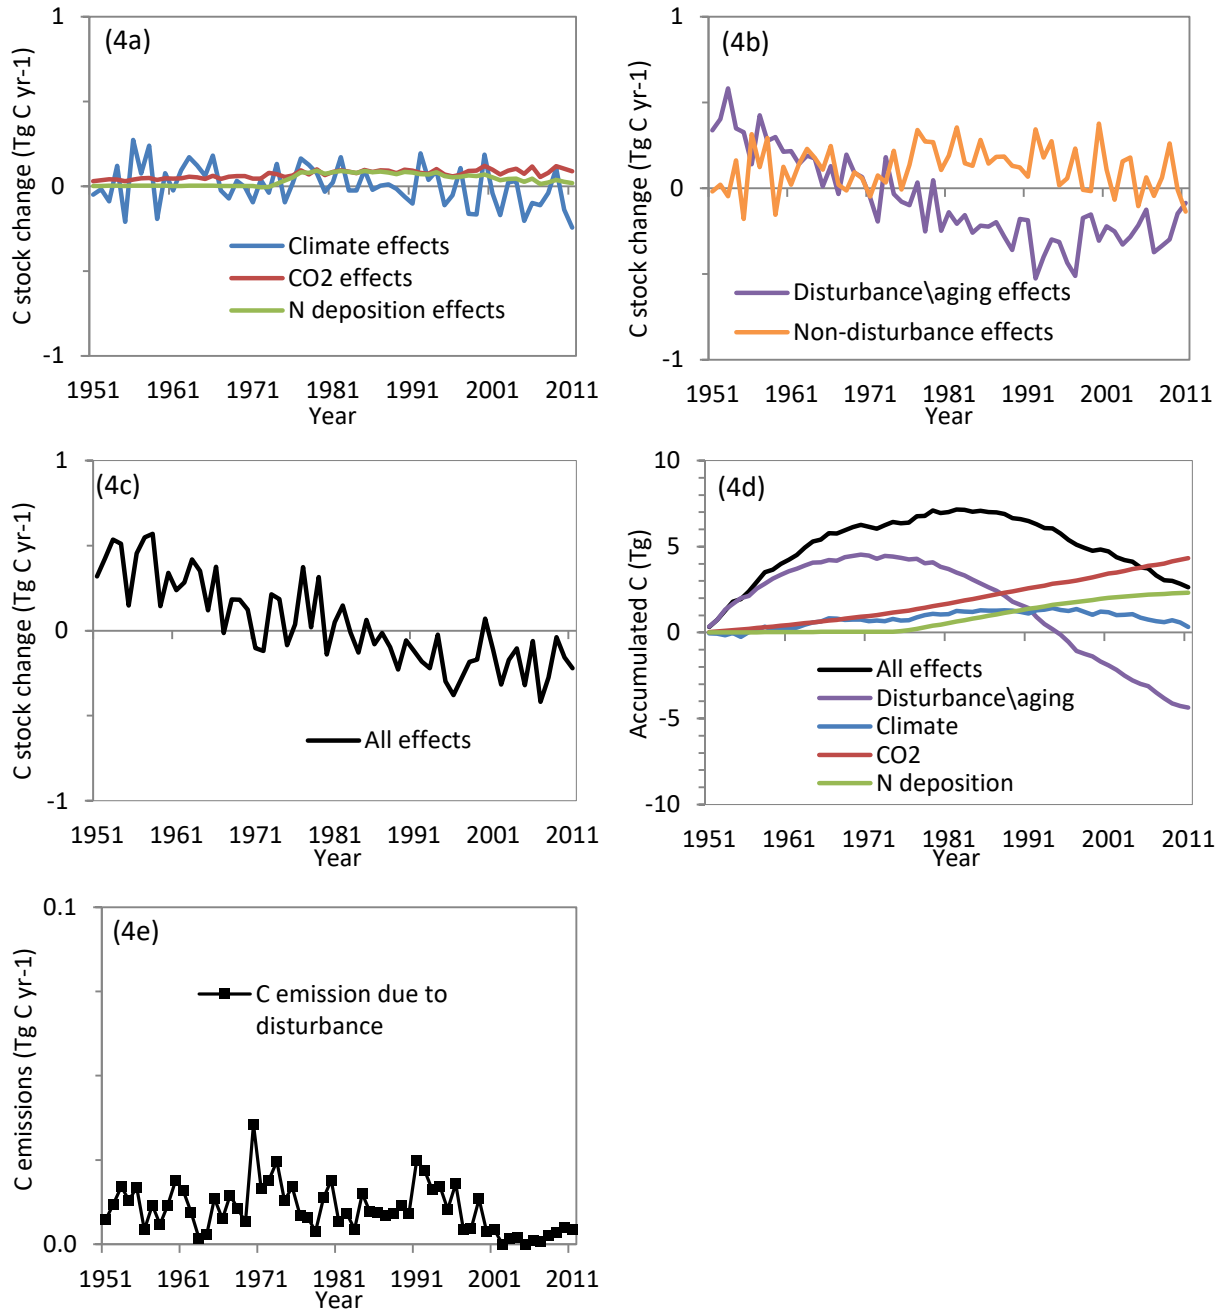 (4a)
C stock change (Tg C yr-1)
1
0
-1
Climate effects
CO2 effects
N deposition effects
1951 1961 1971 1981 1991 2001 2011
Year
(4b)
C stock change (Tg C yr-1)
1
0
-1
Disturbance\aging effects
Non-disturbance effects
1951 1961 1971 1981 1991 2001 2011
Year
(4c)
C stock change (Tg C yr-1)
1
0
-1
All effects
1951 1961 1971 1981 1991 2001 2011
Year
(4d)
Accumulated C (Tg)
10
5
0
-5
-10
All effects
Disturbance\aging
Climate
CO2
N deposition
1951 1961 1971 1981 1991 2001 2011
Year
(4e)
C emissions (Tg C yr-1)
0.1
0.0
C emission due to
disturbance
1951 1961 1971 1981 1991 2001 2011
Year